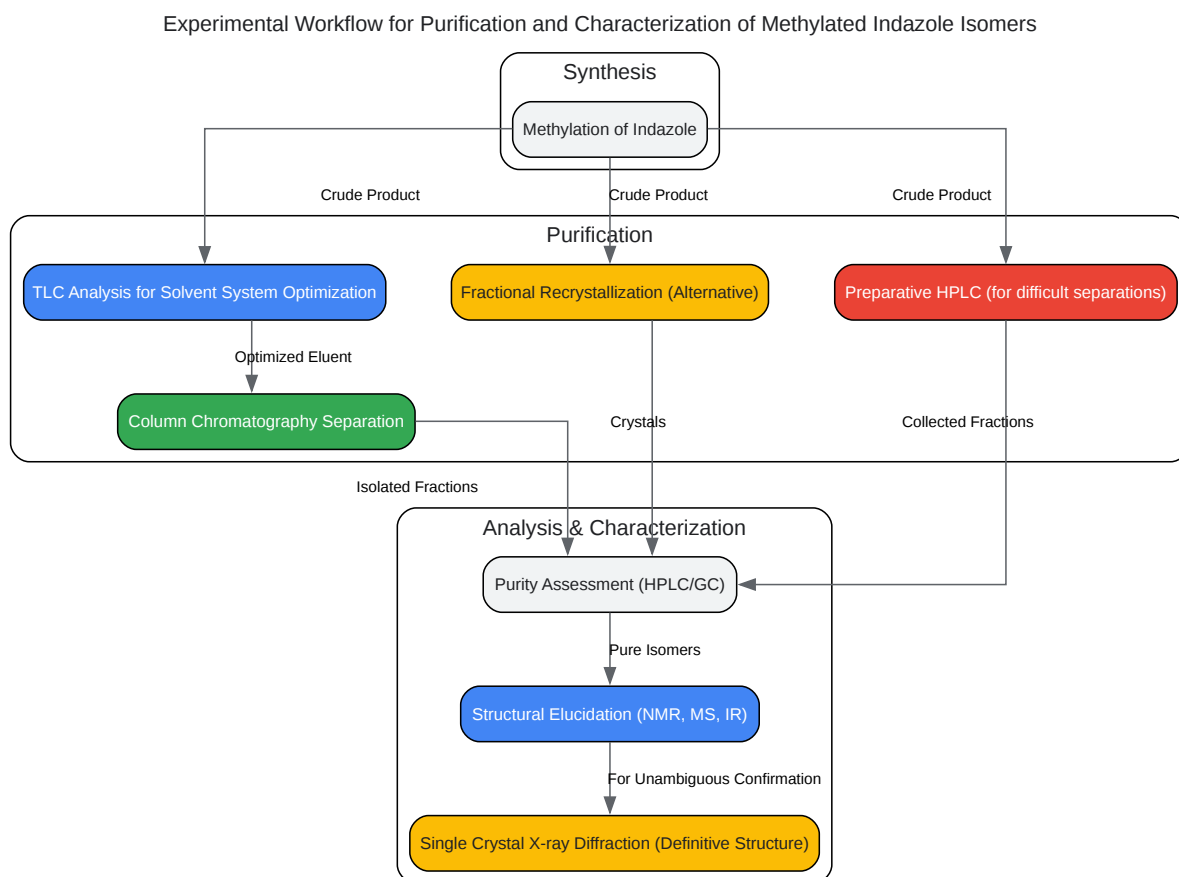 Experimental Workflow for Purification and Characterization of Methylated Indazole Isomers
Synthesis
Methylation of Indazole
Crude Product
Crude Product
Crude Product
Purification
TLC Analysis for Solvent System Optimization
Fractional Recrystallization (Alternative)
Preparative HPLC (for difficult separations)
Optimized Eluent
Column Chromatography Separation
Crystals
Collected Fractions
Isolated Fractions
Analysis & Characterization
Purity Assessment (HPLC/GC)
Pure Isomers
Structural Elucidation (NMR, MS, IR)
For Unambiguous Confirmation
Single Crystal X-ray Diffraction (Definitive Structure)